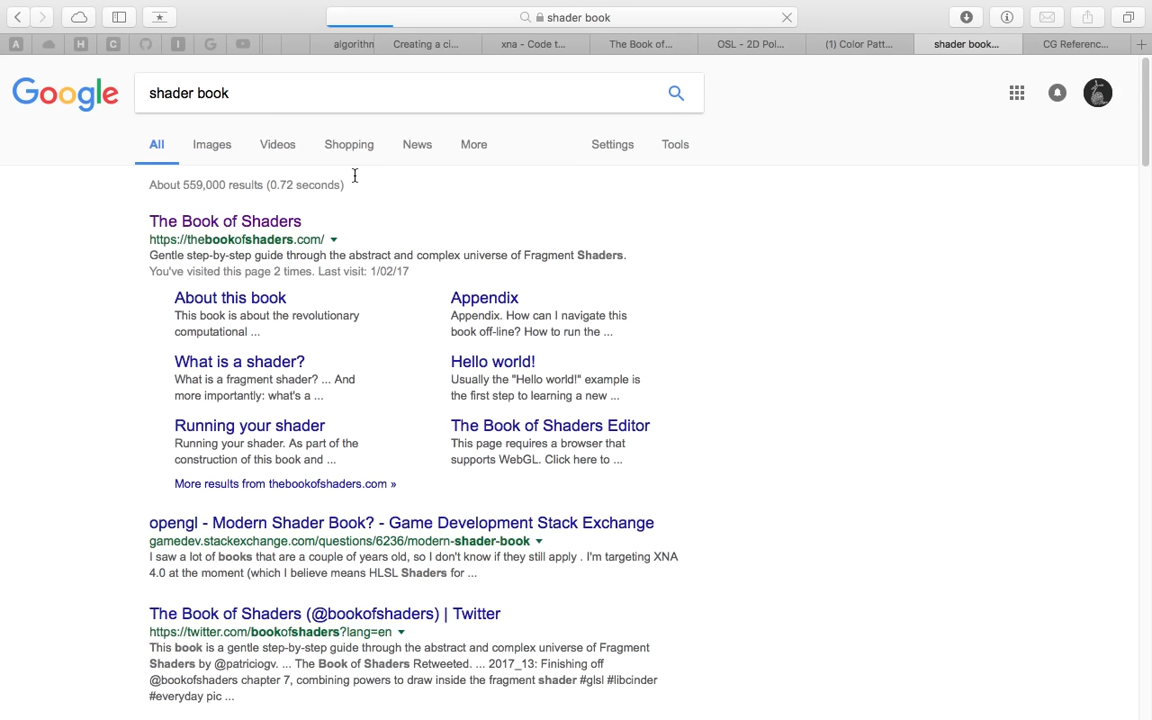 shader book
A H C I G algorithn Creating a ci... xna - Code t... The Book of... OSL - 2D Pol... (1) Color Patt... shader book... CG Referenc...
Google shader book
All Images Videos Shopping News More Settings Tools
About 559,000 results (0.72 seconds)
The Book of Shaders
https://thebookofshaders.com/
Gentle step-by-step guide through the abstract and complex universe of Fragment Shaders.
You've visited this page 2 times. Last visit: 1/02/17
About this book
This book is about the revolutionary
computational ...
Appendix
Appendix. How can I navigate this
book off-line? How to run the ...
What is a shader?
What is a fragment shader? ... And
more importantly: what's a ...
Hello world!
Usually the "Hello world!" example is
the first step to learning a new ...
Running your shader
Running your shader. As part of the
construction of this book and ...
The Book of Shaders Editor
This page requires a browser that
supports WebGL. Click here to ...
More results from thebookofshaders.com »
opengl - Modern Shader Book? - Game Development Stack Exchange
gamedev.stackexchange.com/questions/6236/modern-shader-book
I saw a lot of books that are a couple of years old, so I don't know if they still apply . I'm targeting XNA
4.0 at the moment (which I believe means HLSL Shaders for ...
The Book of Shaders (@bookofshaders) | Twitter
https://twitter.com/bookofshaders?lang=en
This book is a gentle step-by-step guide through the abstract and complex universe of Fragment
Shaders by @patriciogv. ... The Book of Shaders Retweeted. ... 2017_13: Finishing off
@bookofshaders chapter 7, combining powers to draw inside the fragment shader #glsl #libcinder
#everyday pic ...